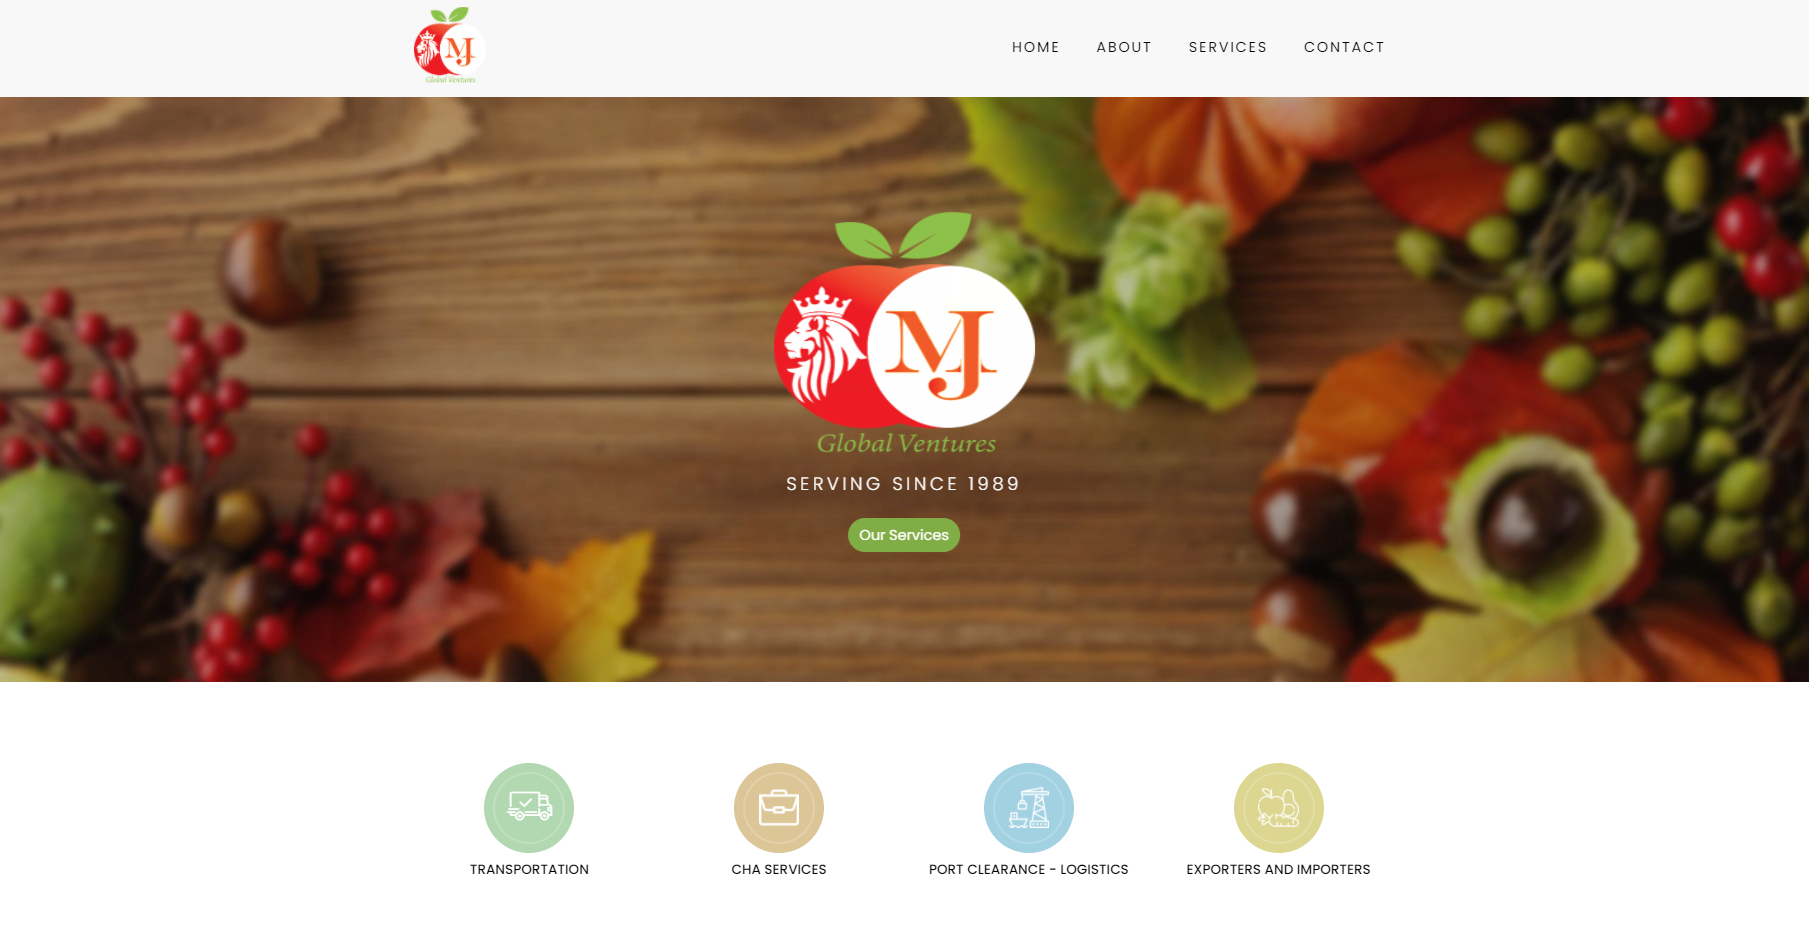 MJ
Global Ventures
HOME ABOUT SERVICES CONTACT
MJ
Global Ventures
SERVING SINCE 1989
Our Services
TRANSPORTATION
CHA SERVICES
PORT CLEARANCE - LOGISTICS
EXPORTERS AND IMPORTERS